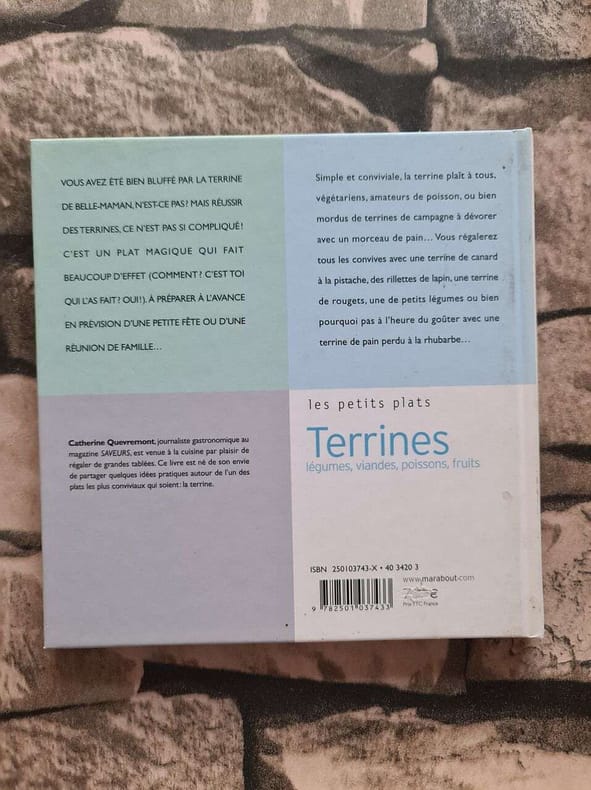 VOUS AVEZ ÉTÉ BIEN BLUFFÉ PAR LA TERRINE
DE BELLE-MAMAN, N'EST-CE PAS? MAIS RÉUSSIR
DES TERRINES, CE N'EST PAS SI COMPLIQUÉ!
C'EST UN PLAT MAGIQUE QUI FAIT
BEAUCOUP D'EFFET (COMMENT? C'EST TOI
QUI L'AS FAIT? OUI!). À PRÉPARER À L'AVANCE
EN PRÉVISION D'UNE PETITE FÊTE OU D'UNE
RÉUNION DE FAMILLE...
Simple et conviviale, la terrine plaît à tous,
végétariens, amateurs de poisson, ou bien
mordus de terrines de campagne à dévorer
avec un morceau de pain... Vous régalerez
tous les convives avec une terrine de canard
à la pistache, des rillettes de lapin, une terrine
de rougets, une de petits légumes ou bien
pourquoi pas à l'heure du goûter avec une
terrine de pain perdu à la rhubarbe...
Catherine Quevremont, journaliste gastronomique au
magazine SAVEURS, est venue à la cuisine par plaisir de
régaler de grandes tablées. Ce livre est né de son envie
de partager quelques idées pratiques autour de l'un des
plats les plus conviviaux qui soient : la terrine.
les petits plats
Terrines
légumes, viandes, poissons, fruits
ISBN 250103743-X • 40 3420 3
www.marabout.com
Prix TTC France
9 782501 037433